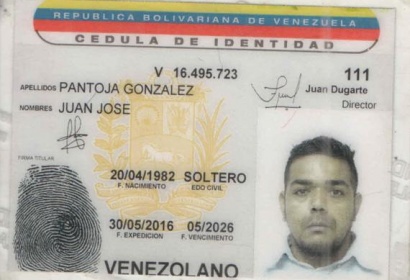 REPUBLICA BOLIVARIANA DE VENEZUELA
CEDULA DE IDENTIDAD
V 16.495.723 111
APELLIDOS PANTOJA GONZALEZ Juan Dugarte
NOMBRES JUAN JOSE Director
FIRMA TITULAR
20/04/1982 SOLTERO
F. NACIMIENTO EDO CIVIL
30/05/2016 05/2026
F. EXPEDICION F. VENCIMIENTO
VENEZOLANO